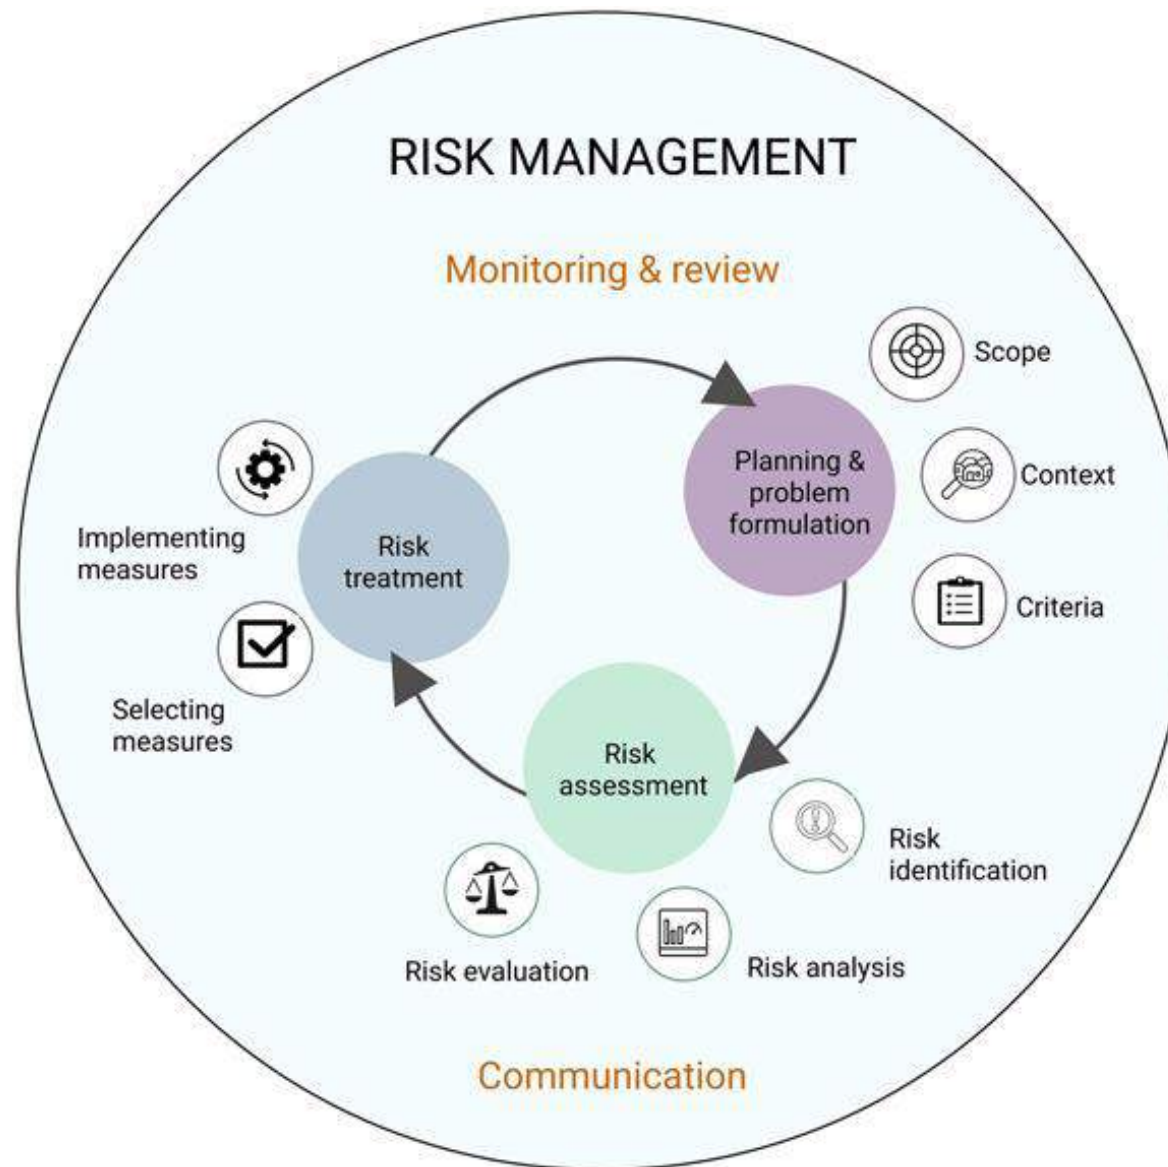 RISK MANAGEMENT
Monitoring & review
Scope
Context
Criteria
Planning &
problem
formulation
Risk
treatment
Implementing
measures
Selecting
measures
Risk
assessment
Risk
identification
Risk analysis
Risk evaluation
Communication